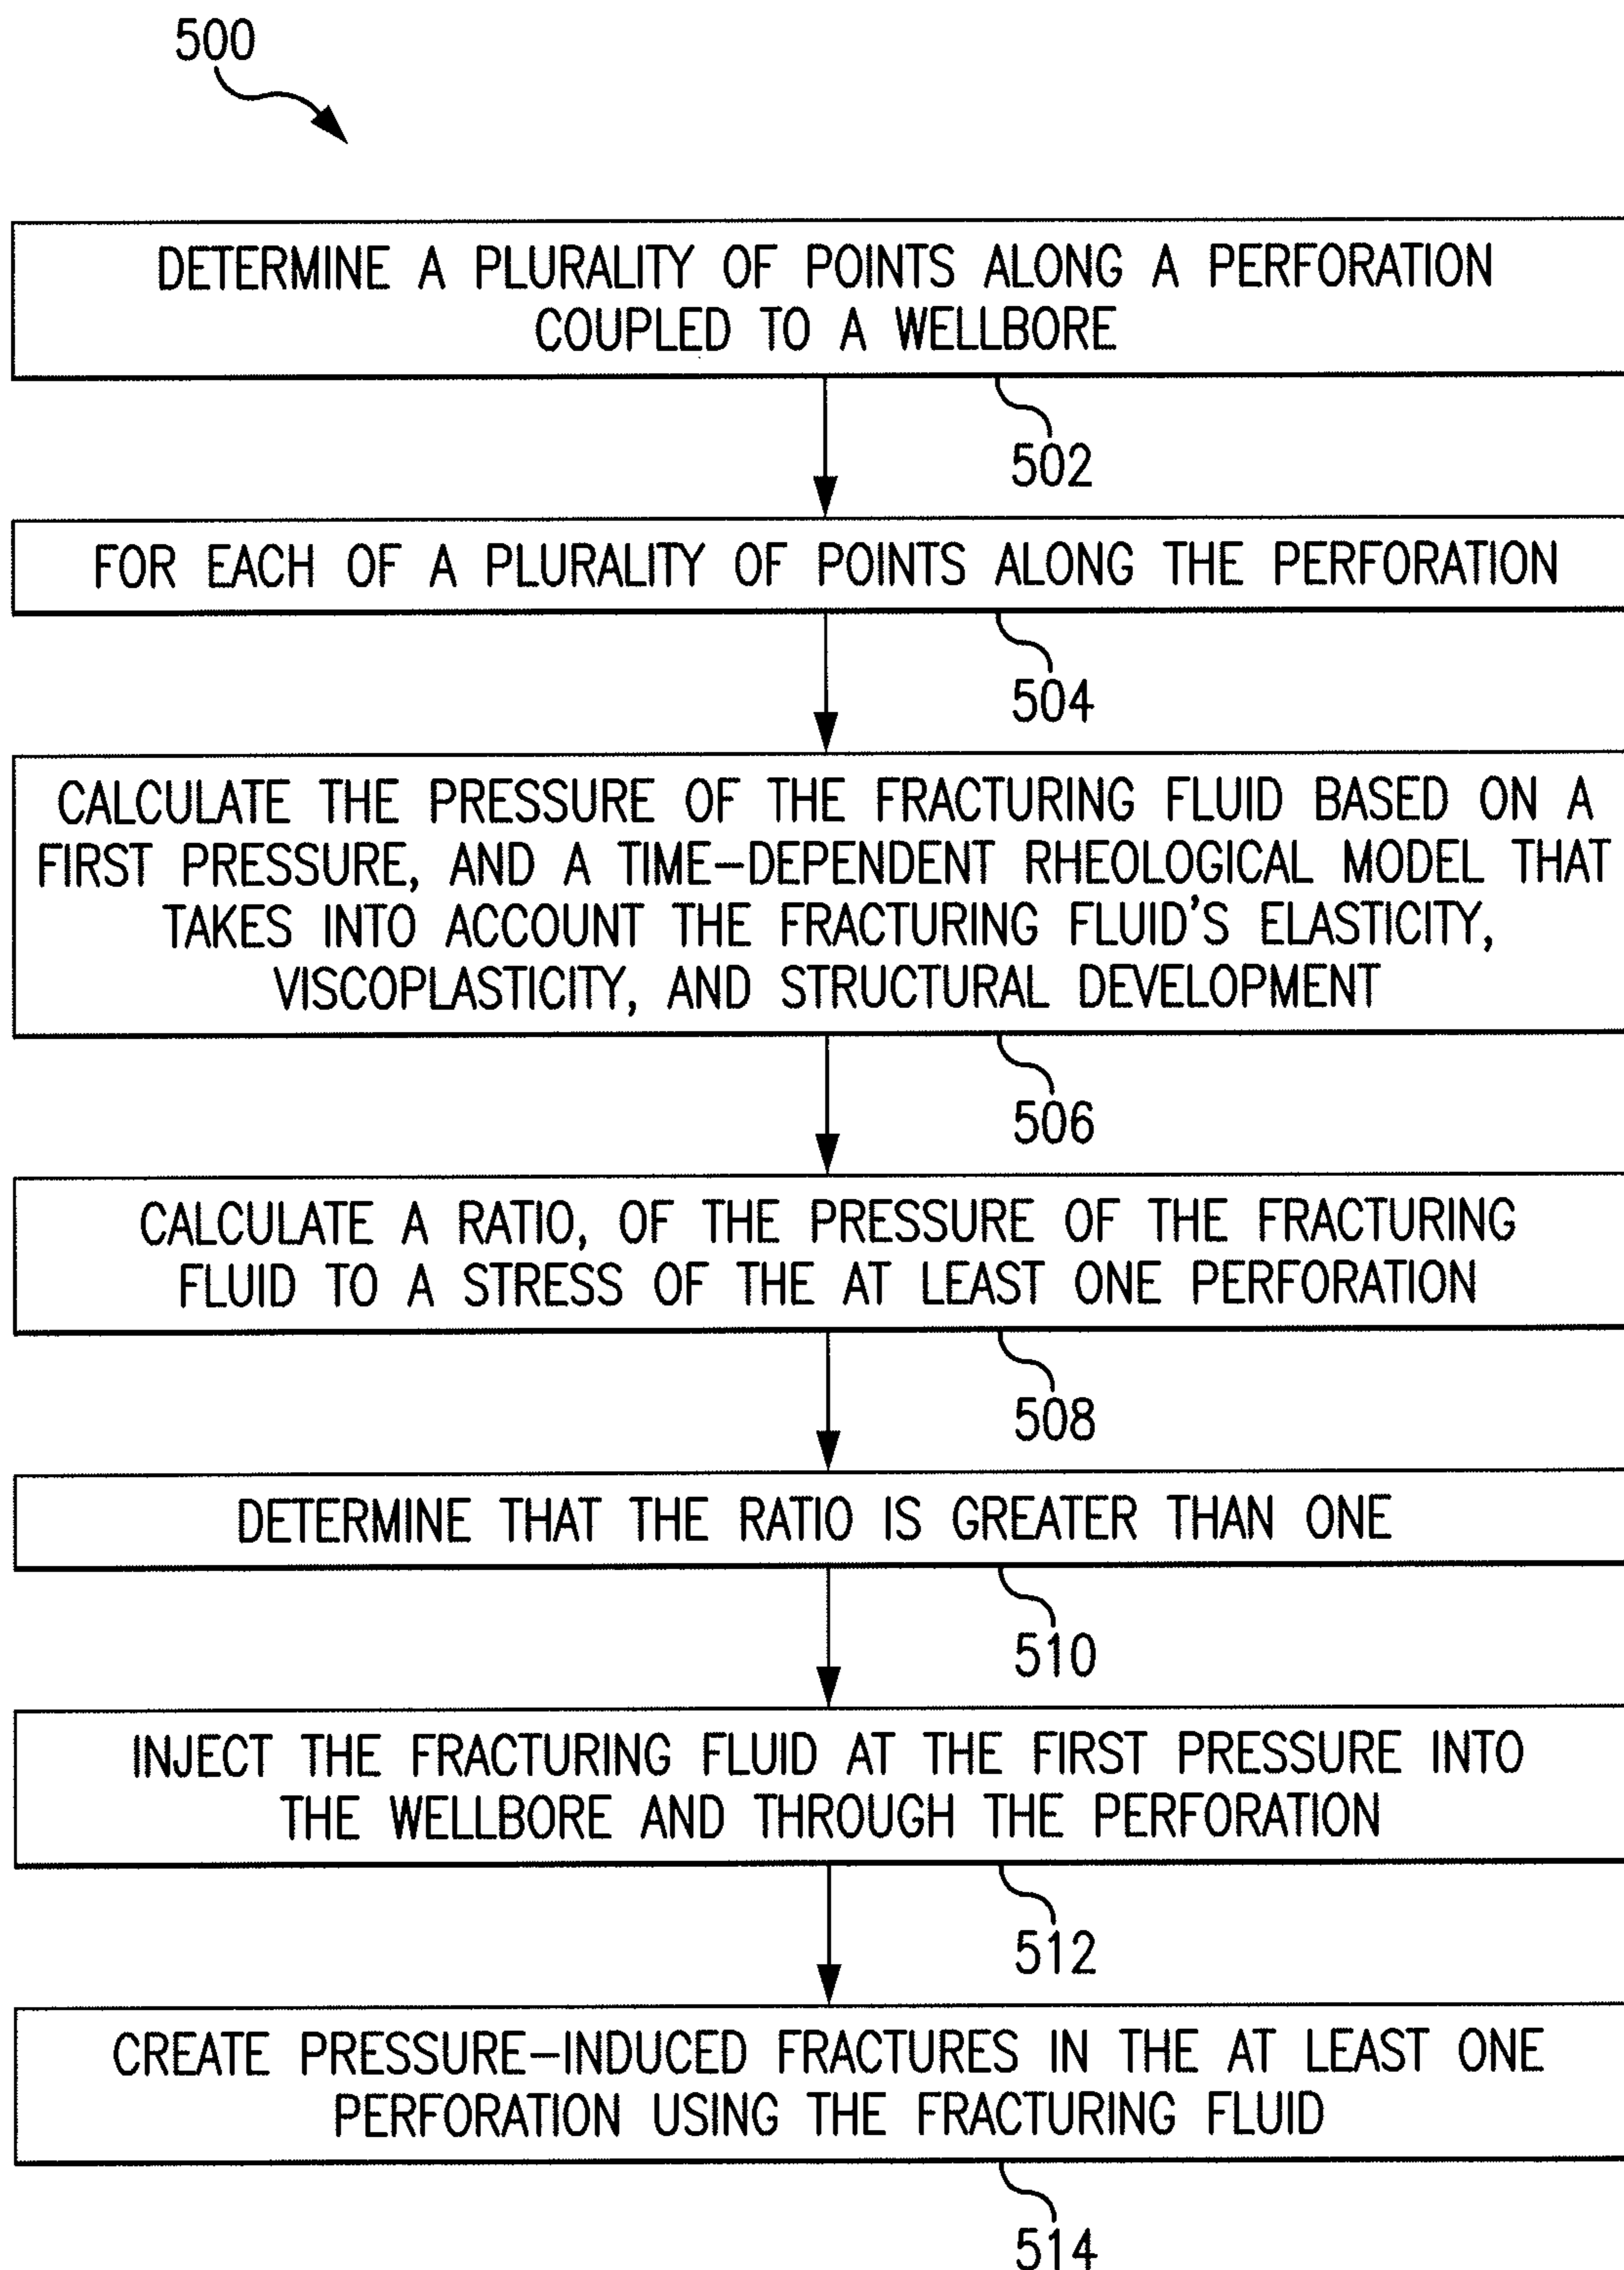 500
DETERMINE A PLURALITY OF POINTS ALONG A PERFORATION
COUPLED TO A WELLBORE
502
FOR EACH OF A PLURALITY OF POINTS ALONG THE PERFORATION
504
CALCULATE THE PRESSURE OF THE FRACTURING FLUID BASED ON A
FIRST PRESSURE, AND A TIME-DEPENDENT RHEOLOGICAL MODEL THAT
TAKES INTO ACCOUNT THE FRACTURING FLUID'S ELASTICITY,
VISCOPLASTICITY, AND STRUCTURAL DEVELOPMENT
506
CALCULATE A RATIO, OF THE PRESSURE OF THE FRACTURING
FLUID TO A STRESS OF THE AT LEAST ONE PERFORATION
508
DETERMINE THAT THE RATIO IS GREATER THAN ONE
510
INJECT THE FRACTURING FLUID AT THE FIRST PRESSURE INTO
THE WELLBORE AND THROUGH THE PERFORATION
512
CREATE PRESSURE-INDUCED FRACTURES IN THE AT LEAST ONE
PERFORATION USING THE FRACTURING FLUID
514